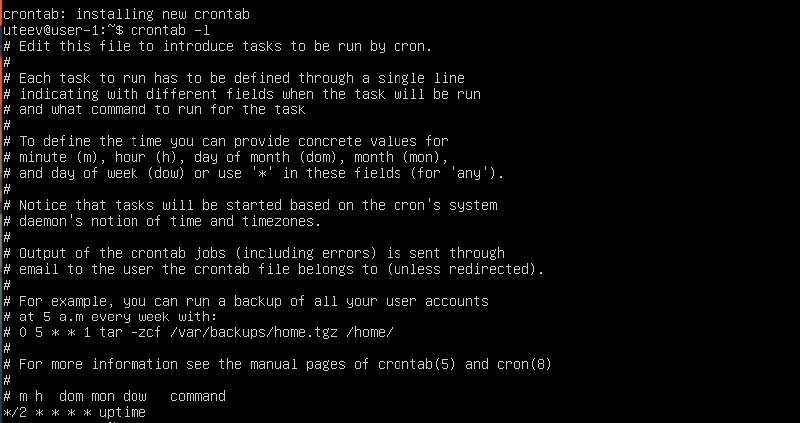 crontab: installing new crontab
uteev@user-1:~$ crontab -l
# Edit this file to introduce tasks to be run by cron.
#
# Each task to run has to be defined through a single line
# indicating with different fields when the task will be run
# and what command to run for the task
#
# To define the time you can provide concrete values for
# minute (m), hour (h), day of month (dom), month (mon),
# and day of week (dow) or use '*' in these fields (for 'any').
#
# Notice that tasks will be started based on the cron's system
# daemon's notion of time and timezones.
#
# Output of the crontab jobs (including errors) is sent through
# email to the user the crontab file belongs to (unless redirected).
#
# For example, you can run a backup of all your user accounts
# at 5 a.m every week with:
# 0 5 * * 1 tar -zcf /var/backups/home.tgz /home/
#
# For more information see the manual pages of crontab(5) and cron(8)
#
# m h  dom mon dow   command
*/2 * * * * uptime